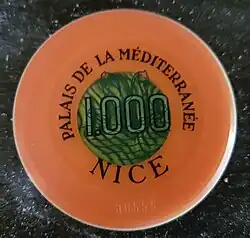 PALAIS DE LA MÉDITERRANÉE
1.000
NICE